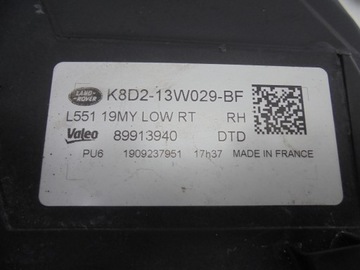 LAND ROVER K8D2-13W029-BF
L551 19MY LOW RT RH
Valeo 89913940 DTD
PU6 1909237951 17h37 MADE IN FRANCE